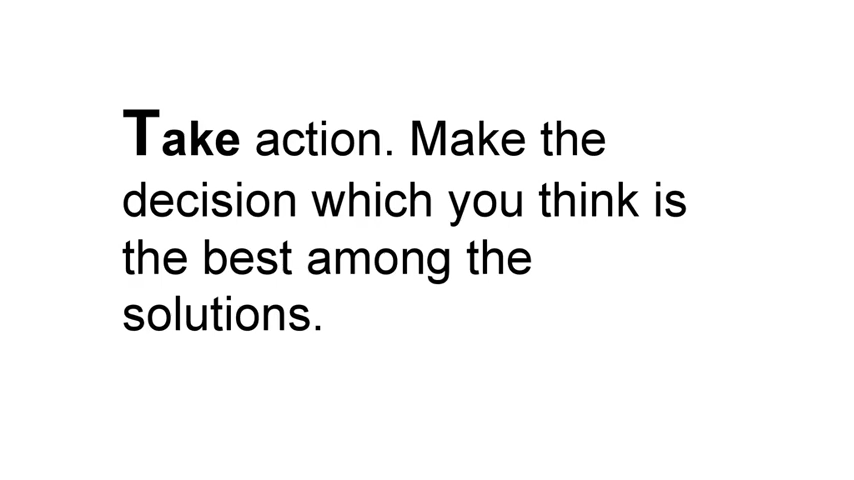 Take action. Make the
decision which you think is
the best among the
solutions.